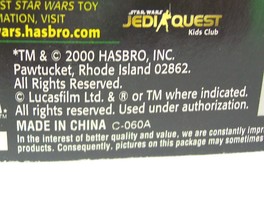 ST STAR WARS TOY
ATION, VISIT
ars.hasbro.com
STAR WARS
JEDI QUEST
Kids Club
*TM & © 2000 HASBRO, INC.
Pawtucket, Rhode Island 02862.
All Rights Reserved.
© Lucasfilm Ltd. & ® or TM where indicated.
All rights reserved. Used under authorization.
MADE IN CHINA C-060A
In the interest of better quality and value, we are constantly impr
products. Consequently, pictures on this package may sometimes